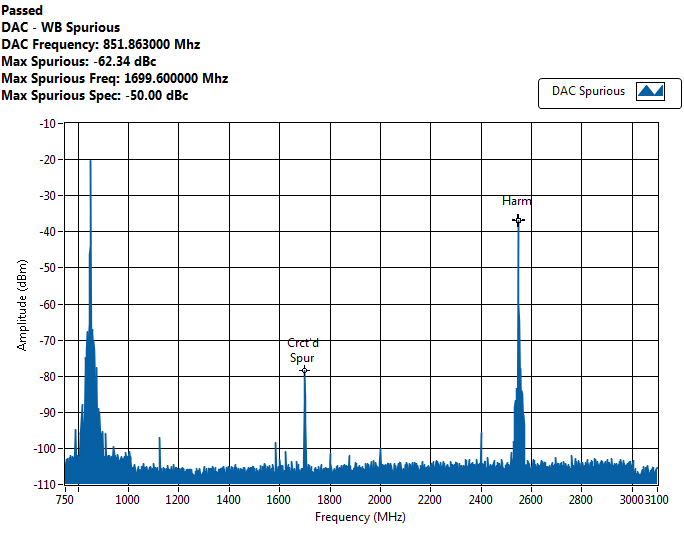 Passed
DAC - WB Spurious
DAC Frequency: 851.863000 Mhz
Max Spurious: -62.34 dBc
Max Spurious Freq: 1699.600000 Mhz
Max Spurious Spec: -50.00 dBc
DAC Spurious
-10
-20
-30
-40
-50
-60
-70
-80
-90
-100
-110
Amplitude (dBm)
Harm
Crct'd
Spur
750 1000 1200 1400 1600 1800 2000 2200 2400 2600 2800 3000 3100
Frequency (MHz)